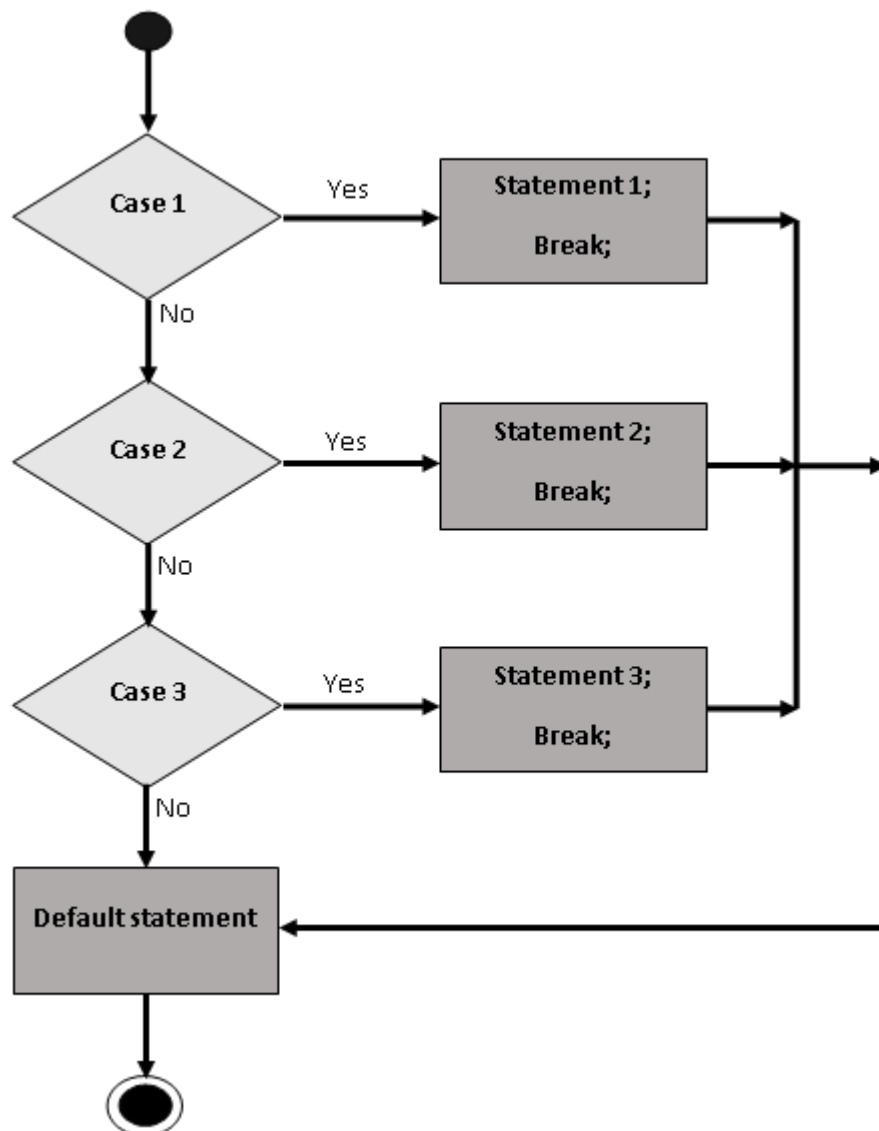 Case 1
Yes
Statement 1;
Break;
No
Case 2
Yes
Statement 2;
Break;
No
Case 3
Yes
Statement 3;
Break;
No
Default statement